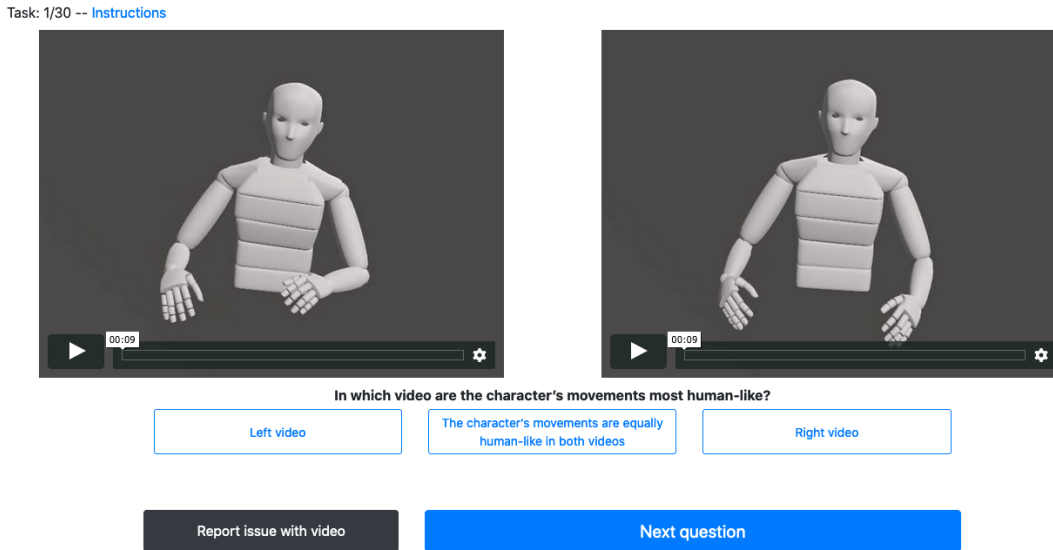 Task: 1/30 -- Instructions
00:09
00:09
In which video are the character’s movements most human-like?
Left video
The character's movements are equally
human-like in both videos
Right video
Report issue with video
Next question